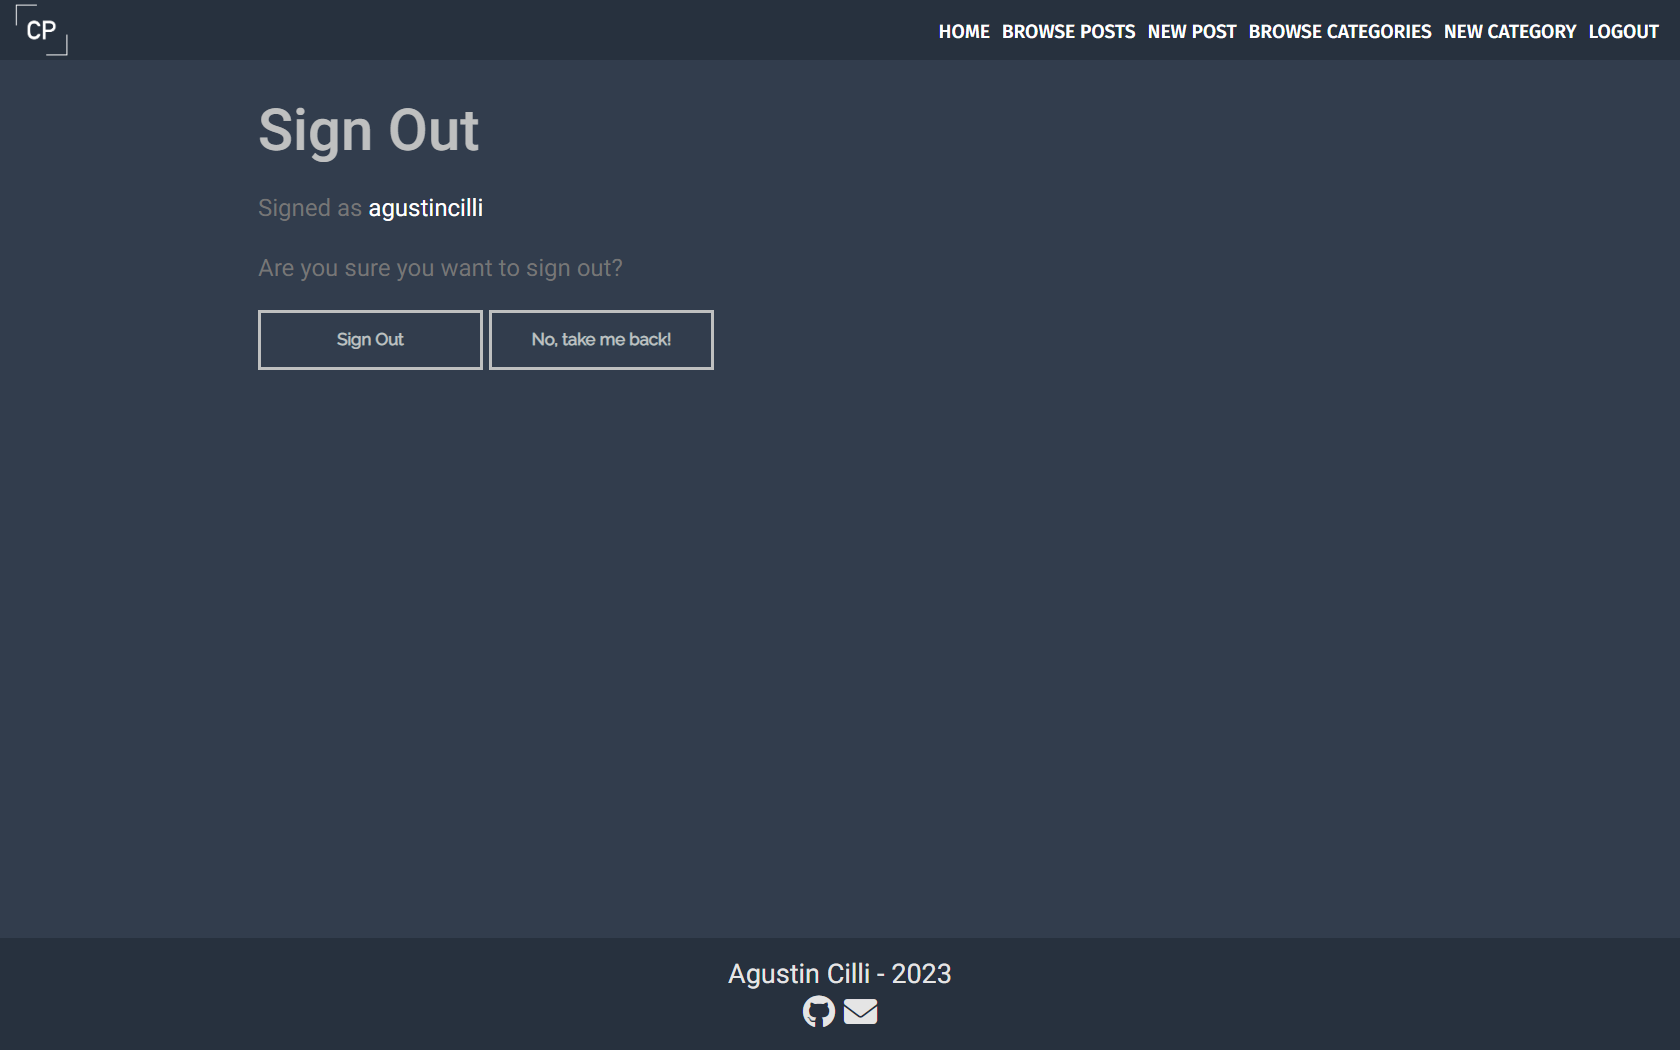 CP
HOME BROWSE POSTS NEW POST BROWSE CATEGORIES NEW CATEGORY LOGOUT
Sign Out
Signed as agustincilli
Are you sure you want to sign out?
Sign Out No, take me back!
Agustin Cilli - 2023